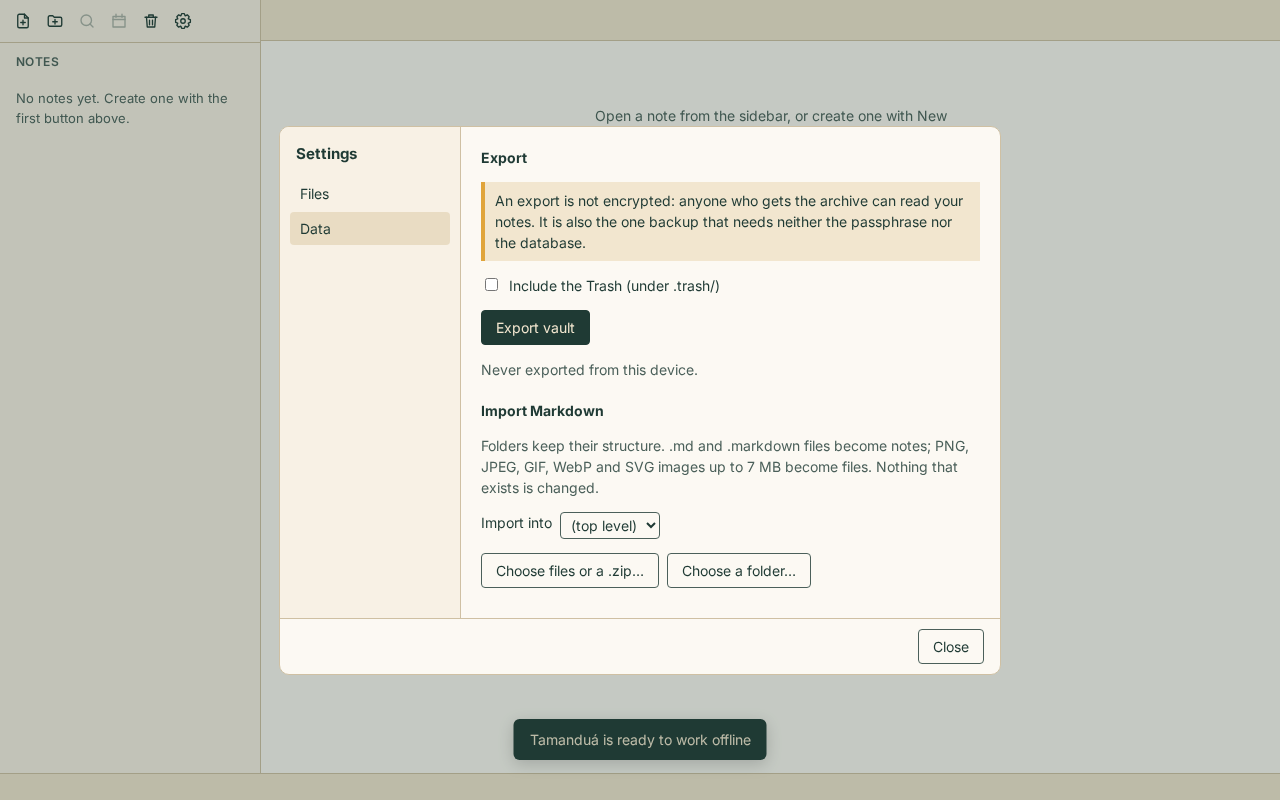 NOTES
No notes yet. Create one with the
first button above.
Open a note from the sidebar, or create one with New
Settings
Files
Data
Export
An export is not encrypted: anyone who gets the archive can read your
notes. It is also the one backup that needs neither the passphrase nor
the database.
Include the Trash (under .trash/)
Export vault
Never exported from this device.
Import Markdown
Folders keep their structure. .md and .markdown files become notes; PNG,
JPEG, GIF, WebP and SVG images up to 7 MB become files. Nothing that
exists is changed.
Import into (top level)
Choose files or a .zip… Choose a folder…
Close
Tamanduá is ready to work offline